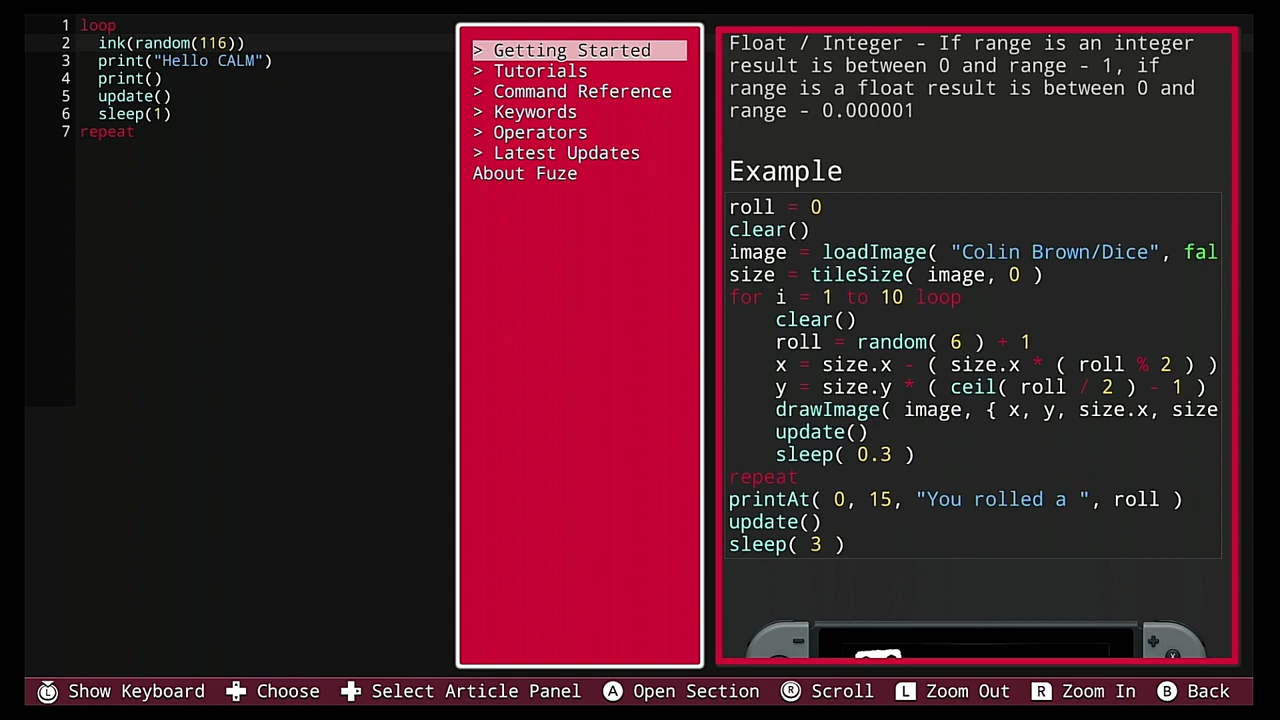 1 loop
2 ink(random(116))
3 print("Hello CALM")
4 print()
5 update()
6 sleep(1)
7 repeat
> Getting Started
> Tutorials
> Command Reference
> Keywords
> Operators
> Latest Updates
About Fuze
Float / Integer - If range is an integer
result is between 0 and range - 1, if
range is a float result is between 0 and
range - 0.000001
Example
roll = 0
clear()
image = loadImage( "Colin Brown/Dice", fal
size = tileSize( image, 0 )
for i = 1 to 10 loop
clear()
roll = random( 6 ) + 1
x = size.x - ( size.x * ( roll % 2 ) )
y = size.y * ( ceil( roll / 2 ) - 1 )
drawImage( image, { x, y, size.x, size
update()
sleep( 0.3 )
repeat
printAt( 0, 15, "You rolled a ", roll )
update()
sleep( 3 )
L Show Keyboard Choose Select Article Panel A Open Section R Scroll L Zoom Out R Zoom In B Back